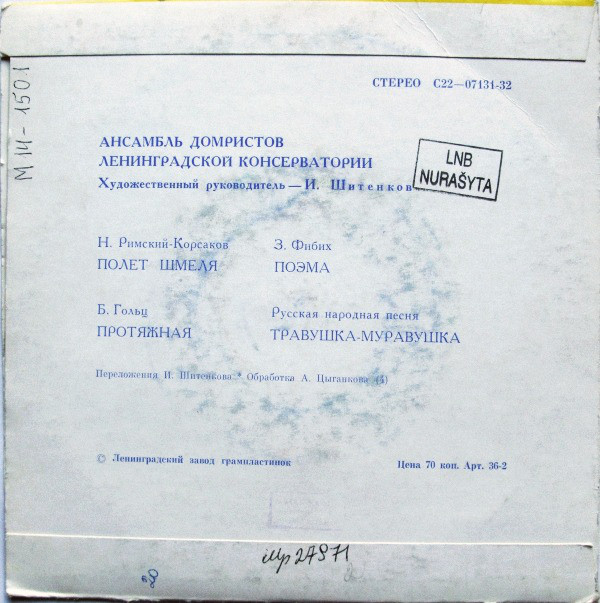 М14-1501
СТЕРЕО С22—07131-32
АНСАМБЛЬ ДОМРИСТОВ
ЛЕНИНГРАДСКОЙ КОНСЕРВАТОРИИ
Художественный руководитель — И. Шитенков
LNB
NURAŠYTA
Н. Римский-Корсаков
ПОЛЕТ ШМЕЛЯ
З. Фибих
ПОЭМА
Б. Гольц
ПРОТЯЖНАЯ
Русская народная песня
ТРАВУШКА-МУРАВУШКА
Переложения И. Шитенкова * Обработка А. Цыганкова (4)
© Ленинградский завод грампластинок
Цена 70 коп. Арт. 36-2